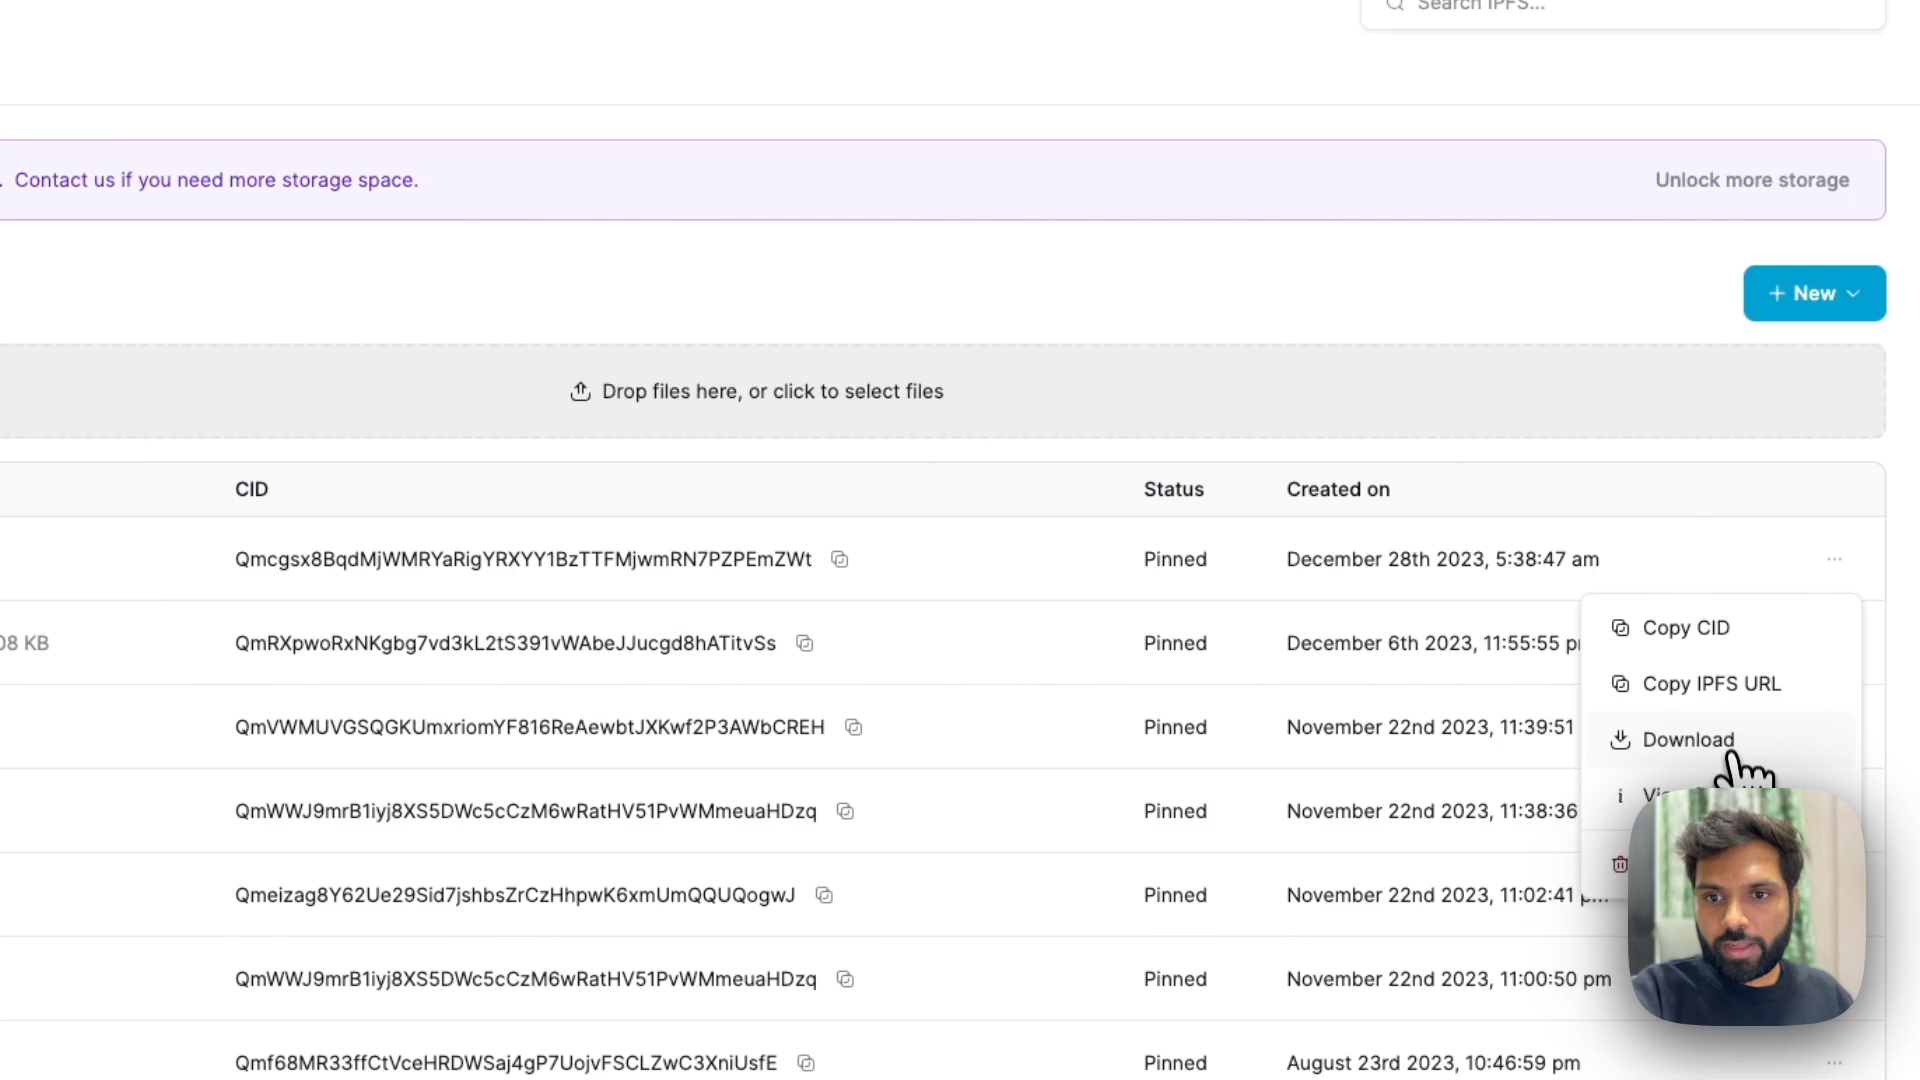 Search IPFS...
. Contact us if you need more storage space.
Unlock more storage
New
Drop files here, or click to select files
CID Status Created on
Qmcgsx8BqdMjWMRYaRigYRXYY1BzTTFMjwmRN7PZPEmZWt Pinned December 28th 2023, 5:38:47 am
08 KB QmRXpwoRxNKgbg7vd3kL2tS391vWAbeJJucgd8hATitvSs Pinned December 6th 2023, 11:55:55
QmVWMUVGSQGKUmxriomYF816ReAewbtJXKwf2P3AWbCREH Pinned November 22nd 2023, 11:39:51
QmWWJ9mrB1iyj8XS5DWc5cCzM6wRatHV51PvWMmeuaHDzq Pinned November 22nd 2023, 11:38:36
Qmeizag8Y62Ue29Sid7jshbsZrCzHhpwK6xmUmQQUQogwJ Pinned November 22nd 2023, 11:02:41
QmWWJ9mrB1iyj8XS5DWc5cCzM6wRatHV51PvWMmeuaHDzq Pinned November 22nd 2023, 11:00:50 pm
Qmf68MR33ffCtVceHRDWSaj4gP7UojvFSCLZwC3XniUsfE Pinned August 23rd 2023, 10:46:59 pm
Copy CID
Copy IPFS URL
Download